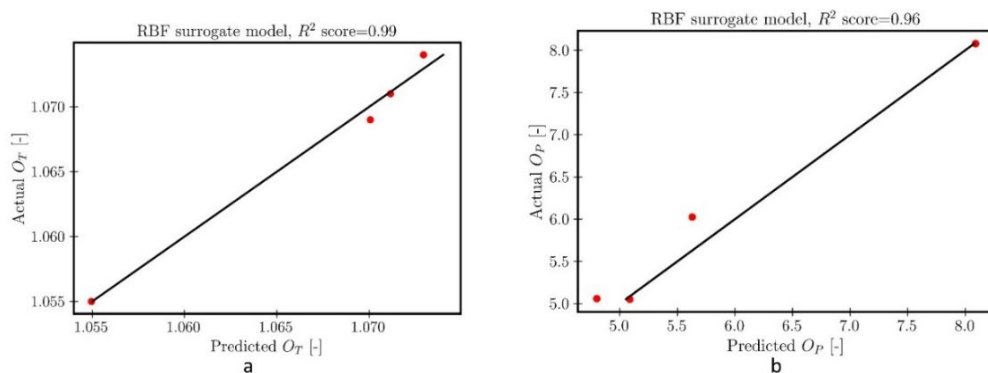 RBF surrogate model, R² score=0.99
Actual O_T [-]
1.070
1.065
1.060
1.055
1.055 1.060 1.065 1.070
Predicted O_T [-]
a
RBF surrogate model, R² score=0.96
Actual O_P [-]
8.0
7.5
7.0
6.5
6.0
5.5
5.0
5.0 5.5 6.0 6.5 7.0 7.5 8.0
Predicted O_P [-]
b